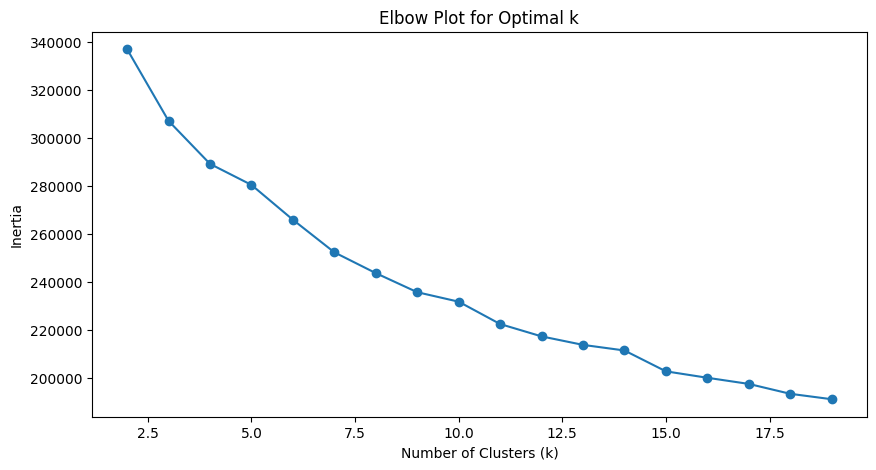 Elbow Plot for Optimal k
340000
320000
300000
280000
260000
240000
220000
200000
Inertia
2.5 5.0 7.5 10.0 12.5 15.0 17.5
Number of Clusters (k)